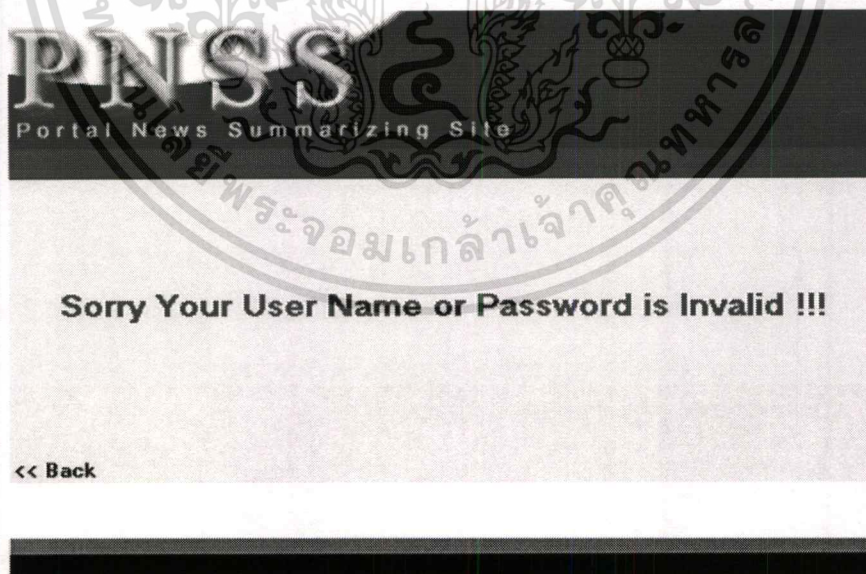 PNSS
Portal News Summarizing Site
Sorry Your User Name or Password is Invalid !!!
<< Back